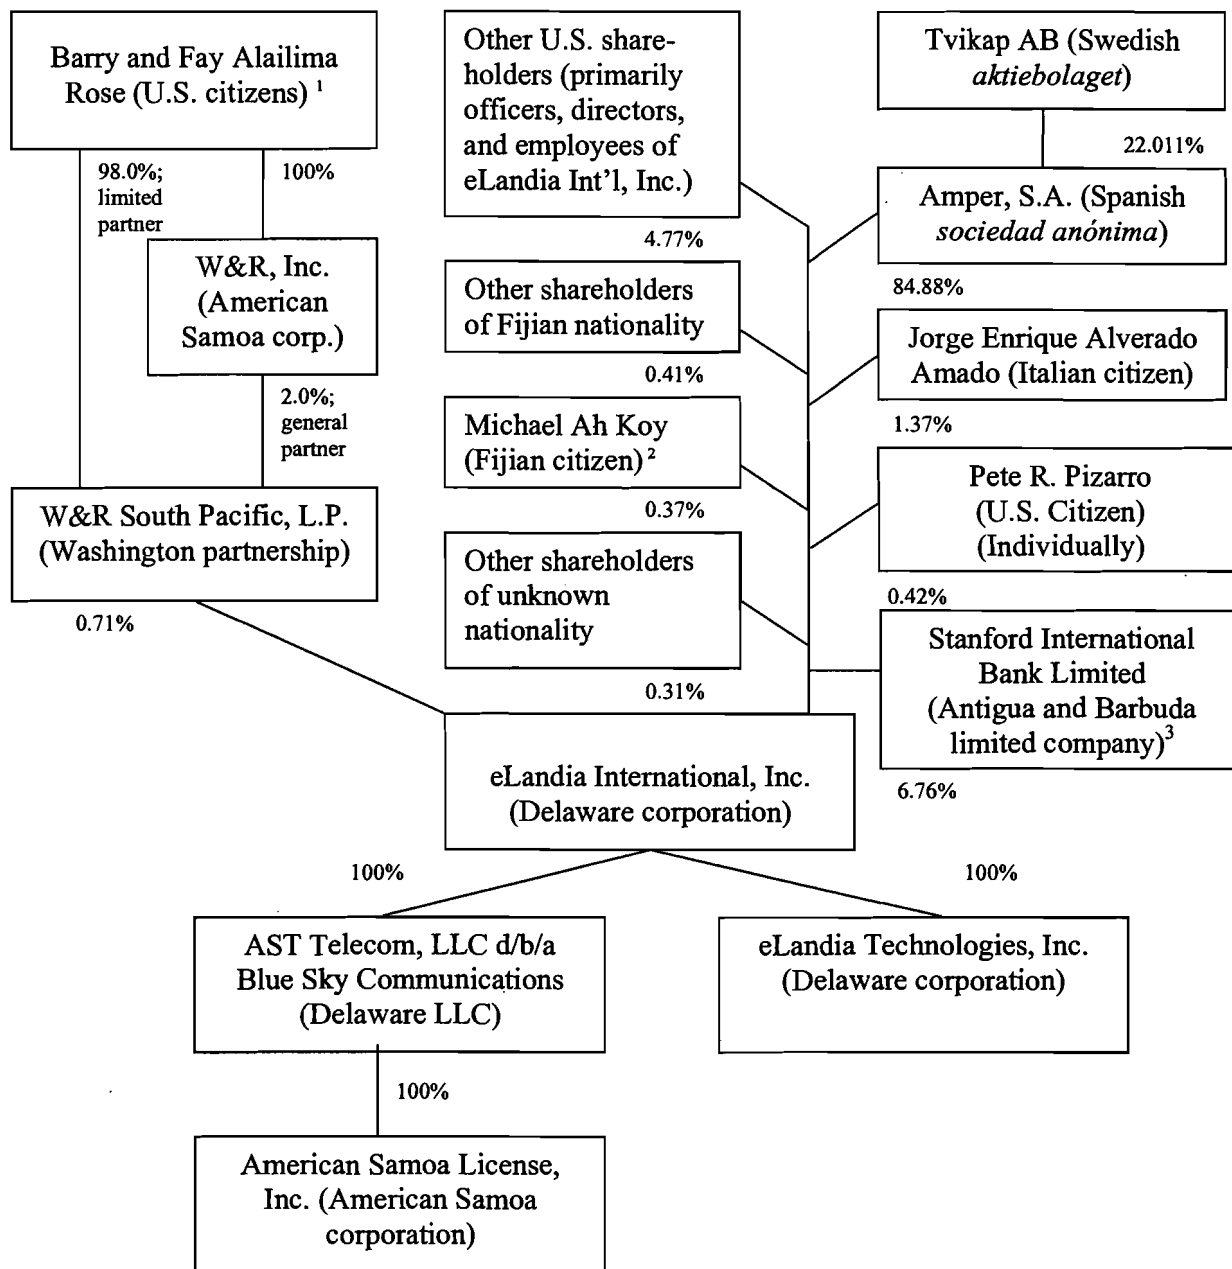 Barry and Fay Alailima
Rose (U.S. citizens) 1
98.0%;
limited
partner
100%
W&R, Inc.
(American
Samoa corp.)
2.0%;
general
partner
W&R South Pacific, L.P.
(Washington partnership)
0.71%
Other U.S. share-
holders (primarily
officers, directors,
and employees of
eLandia Int'l, Inc.)
4.77%
Other shareholders
of Fijian nationality
0.41%
Michael Ah Koy
(Fijian citizen) 2
0.37%
Other shareholders
of unknown
nationality
0.31%
Tvikap AB (Swedish
aktiebolaget)
22.011%
Amper, S.A. (Spanish
sociedad anónima)
84.88%
Jorge Enrique Alverado
Amado (Italian citizen)
1.37%
Pete R. Pizarro
(U.S. Citizen)
(Individually)
0.42%
Stanford International
Bank Limited
(Antigua and Barbuda
limited company)3
6.76%
eLandia International, Inc.
(Delaware corporation)
100%
100%
AST Telecom, LLC d/b/a
Blue Sky Communications
(Delaware LLC)
eLandia Technologies, Inc.
(Delaware corporation)
100%
American Samoa License,
Inc. (American Samoa
corporation)